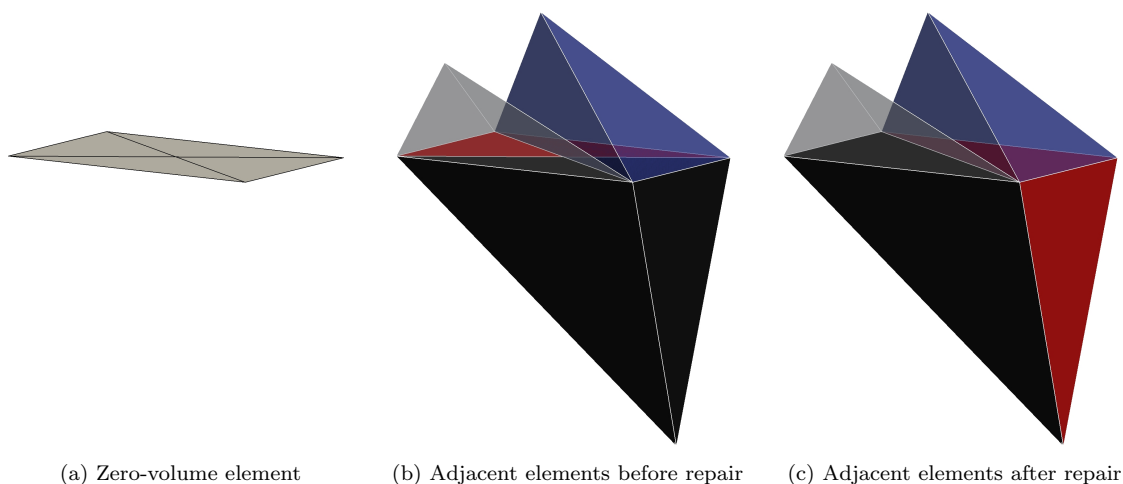 (a) Zero-volume element
(b) Adjacent elements before repair
(c) Adjacent elements after repair